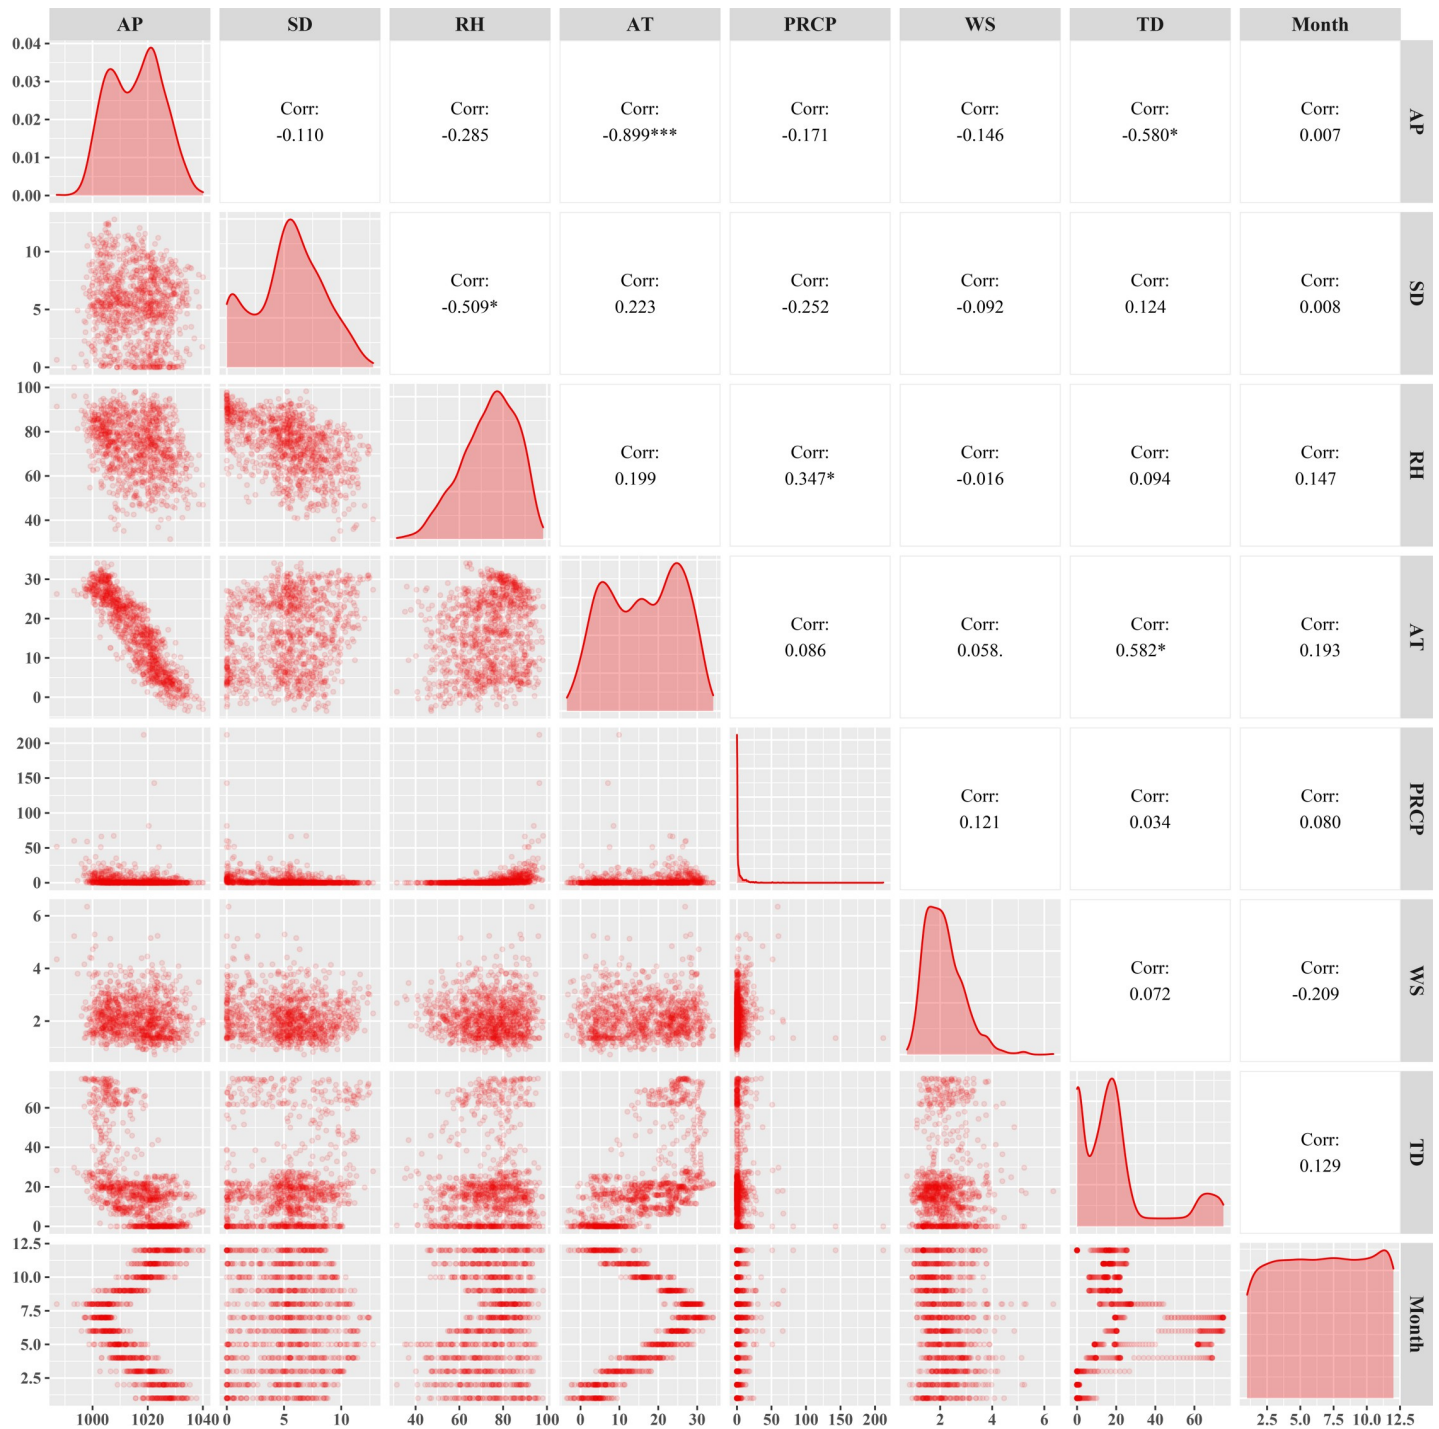 AP SD RH AT PRCP WS TD Month
0.04
0.03
0.02
0.01
0.00
Corr: Corr: Corr: Corr: Corr: Corr: Corr:
-0.110 -0.285 -0.899*** -0.171 -0.146 -0.580* 0.007
AP
10
5
0
Corr: Corr: Corr: Corr: Corr: Corr:
-0.509* 0.223 -0.252 -0.092 0.124 0.008
SD
100
80
60
40
Corr: Corr: Corr: Corr: Corr:
0.199 0.347* -0.016 0.094 0.147
RH
30
20
10
0
Corr: Corr: Corr: Corr:
0.086 0.058. 0.582* 0.193
AT
200
150
100
50
0
Corr: Corr: Corr:
0.121 0.034 0.080
PRCP
6
4
2
Corr: Corr:
0.072 -0.209
WS
60
40
20
0
Corr:
0.129
TD
12.5
10.0
7.5
5.0
2.5
Month
1000 1020 1040 0 5 10 40 60 80 100 0 10 20 30 0 50 100 150 200 2 4 6 0 20 40 60 2.5 5.0 7.5 10.0 12.5